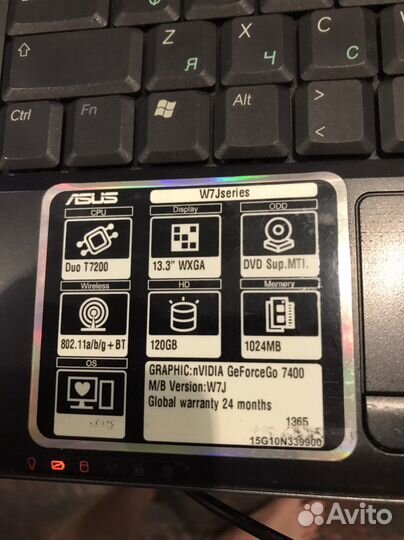 Z X C
Я Ч С
Ctrl Fn Alt > <
ASUS W7Jseries
CPU Display ODD
Duo T7200 13.3" WXGA DVD Sup.MTI.
Wireless HD Memory
802.11a/b/g+BT 120GB 1024MB
OS
GRAPHIC:nVIDIA GeForceGo 7400
M/B Version:W7J
Global warranty 24 months
1365
15G10N339900
Avito